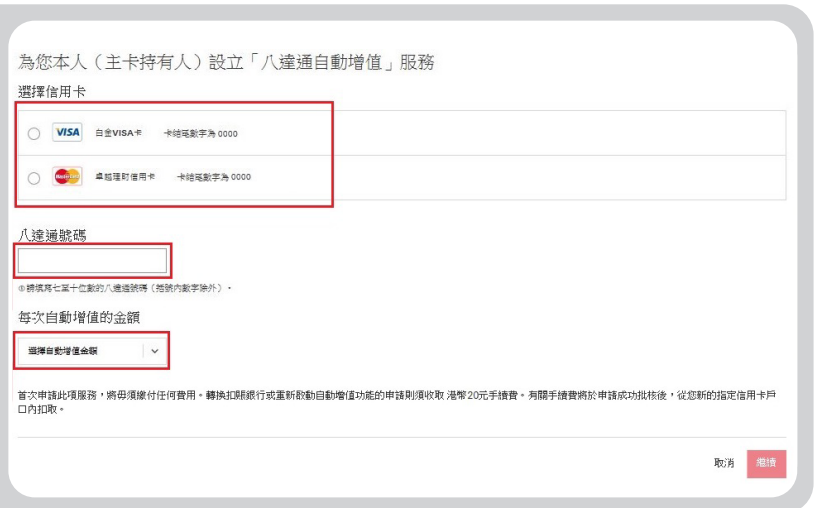 為您本人（主卡持有人）設立「八達通自動增值」服務
選擇信用卡
VISA 白金VISA卡 卡結尾數字為 0000
MasterCard 卓越理財信用卡 卡結尾數字為 0000
八達通號碼
請填寫七至十位數的八達通號碼（括號內數字除外）。
每次自動增值的金額
選擇自動增值金額
首次申請此項服務，將毋須繳付任何費用。轉換扣賬銀行或重新啟動自動增值功能的申請則須收取 港幣20元手續費。有關手續費將於申請成功批核後，從您新的指定信用卡戶
口內扣取。
取消 繼續